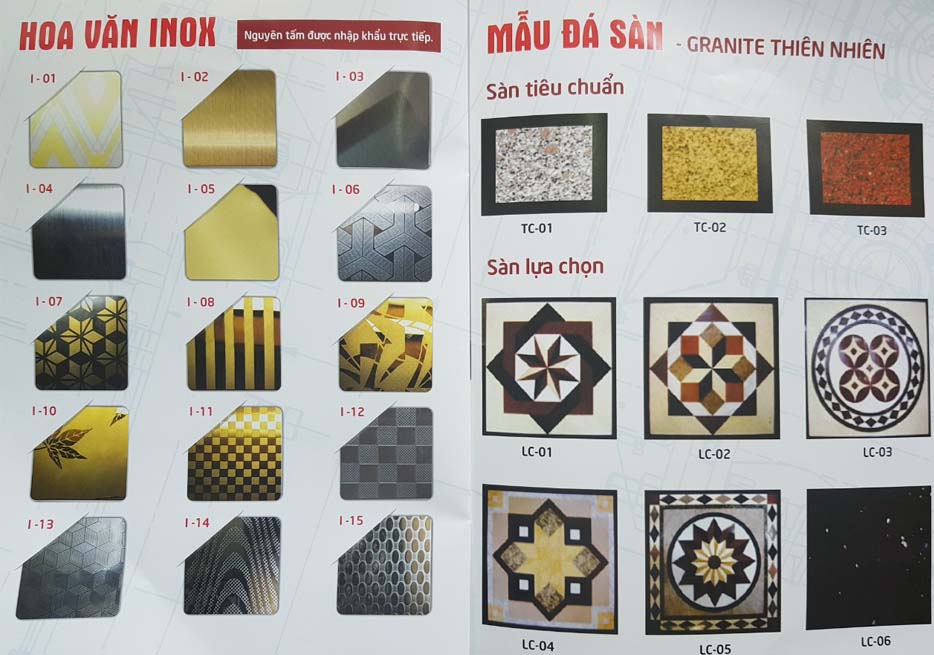 HOA VĂN INOX
Nguyên tấm được nhập khẩu trực tiếp.
I - 01
I - 02
I - 03
I - 04
I - 05
I - 06
I - 07
I - 08
I - 09
I - 10
I - 11
I - 12
I - 13
I - 14
I - 15
MẪU ĐÁ SÀN - GRANITE THIÊN NHIÊN
Sàn tiêu chuẩn
TC-01
TC-02
TC-03
Sàn lựa chọn
LC-01
LC-02
LC-03
LC-04
LC-05
LC-06